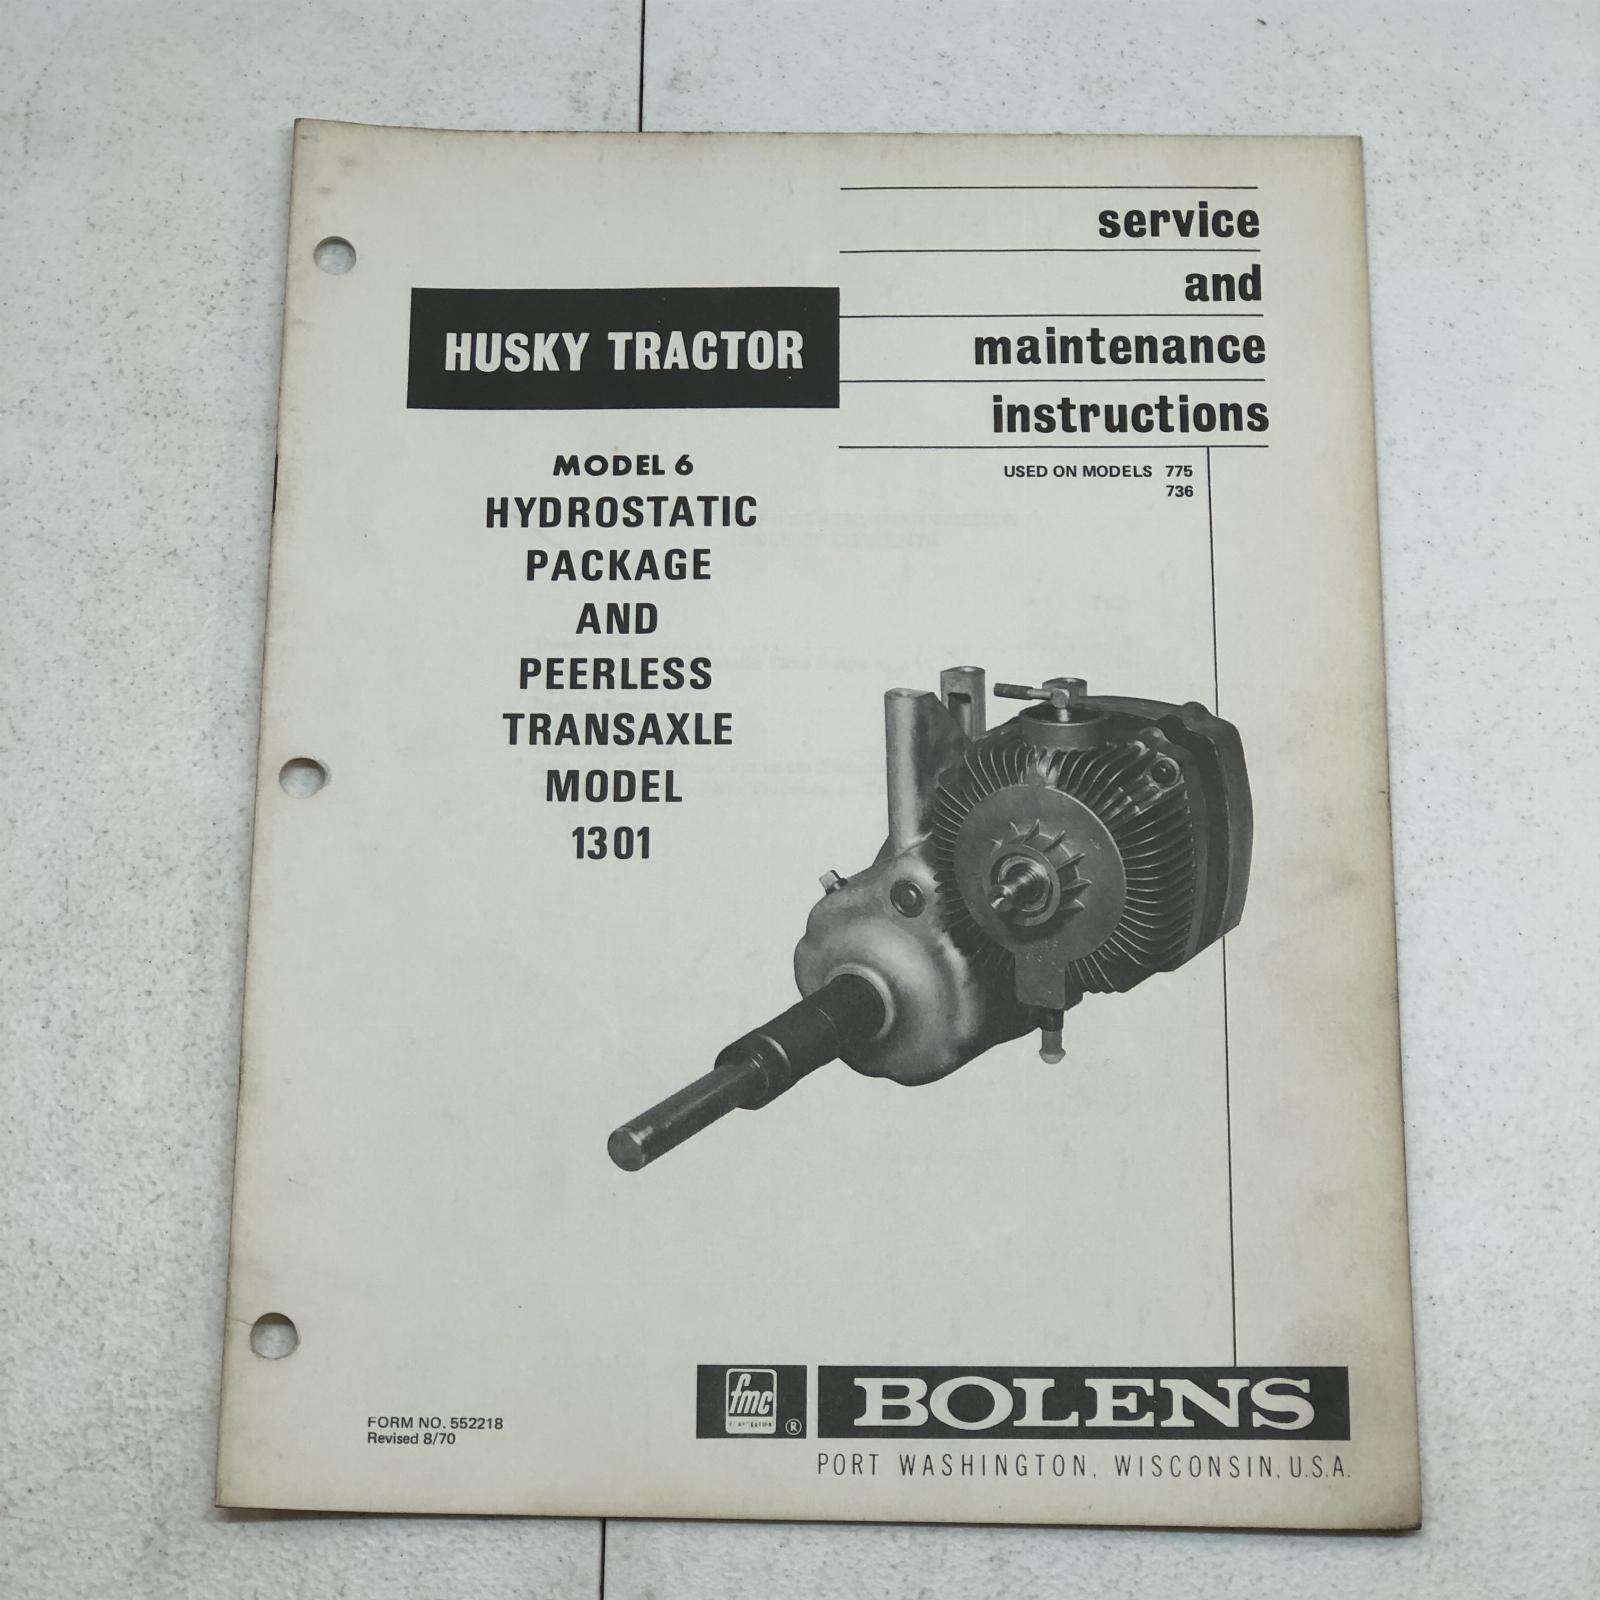 service
and
maintenance
instructions
HUSKY TRACTOR
MODEL 6
HYDROSTATIC
PACKAGE
AND
PEERLESS
TRANSAXLE
MODEL
1301
USED ON MODELS 775
736
FORM NO. 552218
Revised 8/70
fmc
CORPORATION
®
BOLENS
PORT WASHINGTON, WISCONSIN, U.S.A.